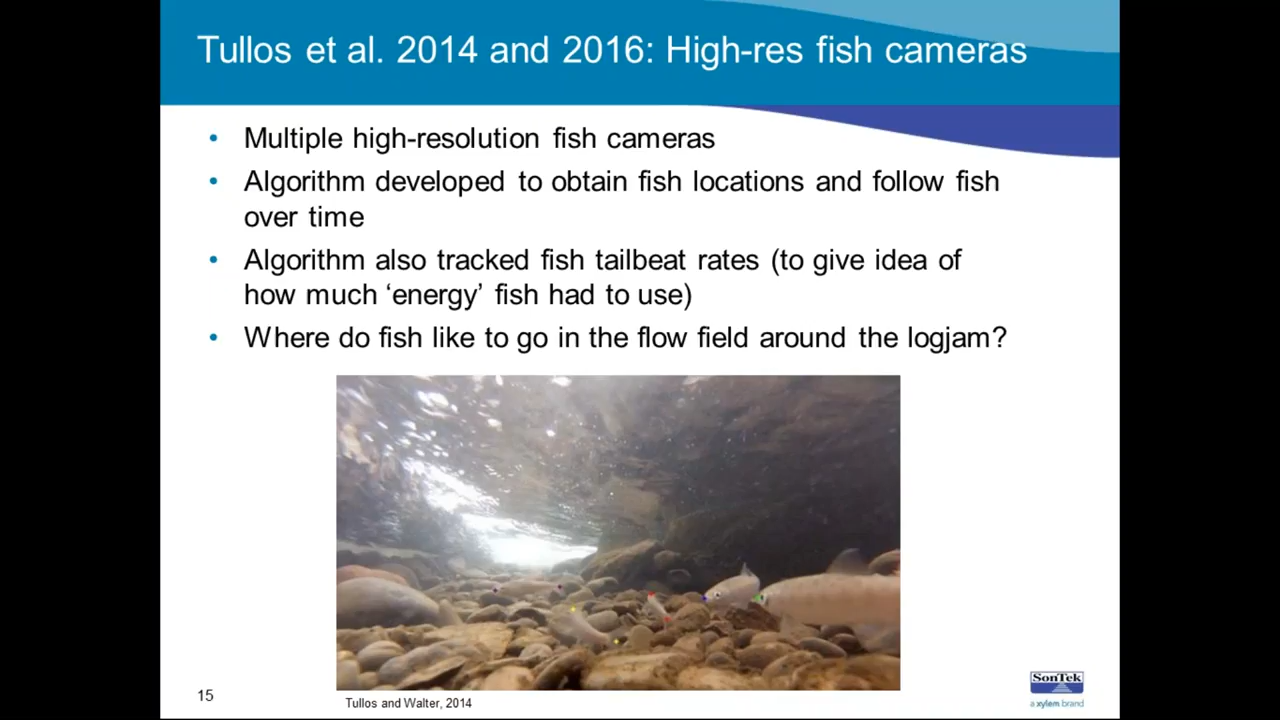 Tullos et al. 2014 and 2016: High-res fish cameras
• Multiple high-resolution fish cameras
• Algorithm developed to obtain fish locations and follow fish
over time
• Algorithm also tracked fish tailbeat rates (to give idea of
how much ‘energy’ fish had to use)
• Where do fish like to go in the flow field around the logjam?
15
Tullos and Walter, 2014
SonTek
a xylem brand